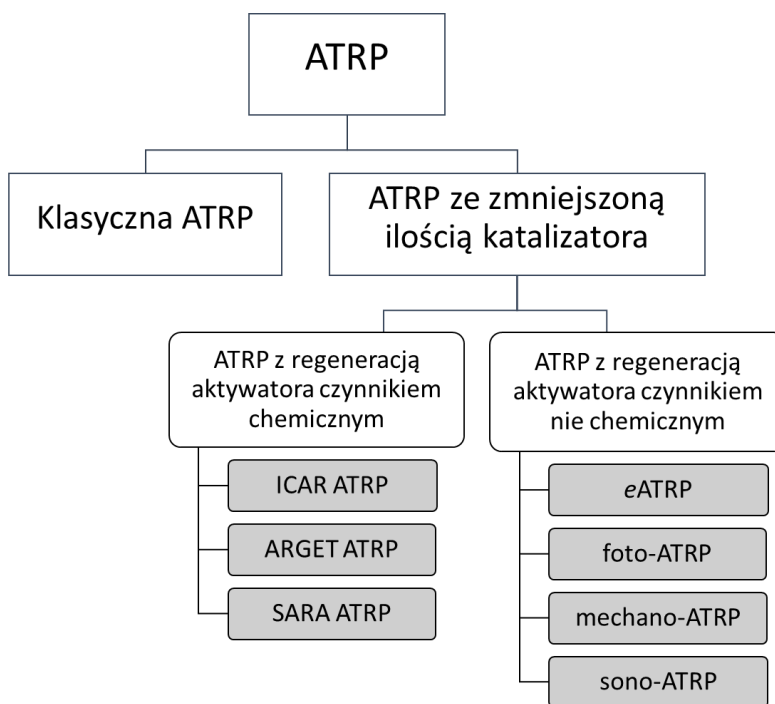 ATRP
Klasyczna ATRP
ATRP ze zmniejszoną
ilością katalizatora
ATRP z regeneracją
aktywatora czynnikiem
chemicznym
ICAR ATRP
ARGET ATRP
SARA ATRP
ATRP z regeneracją
aktywatora czynnikiem
nie chemicznym
eATRP
foto-ATRP
mechano-ATRP
sono-ATRP